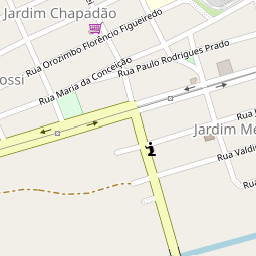 Jardim Chapadão
Rua Orozimbo Florêncio Figueiredo
Rua Paulo Rodrigues Prado
ossi
Rua Maria da Conceição
Jardim Me
Rua Valdi